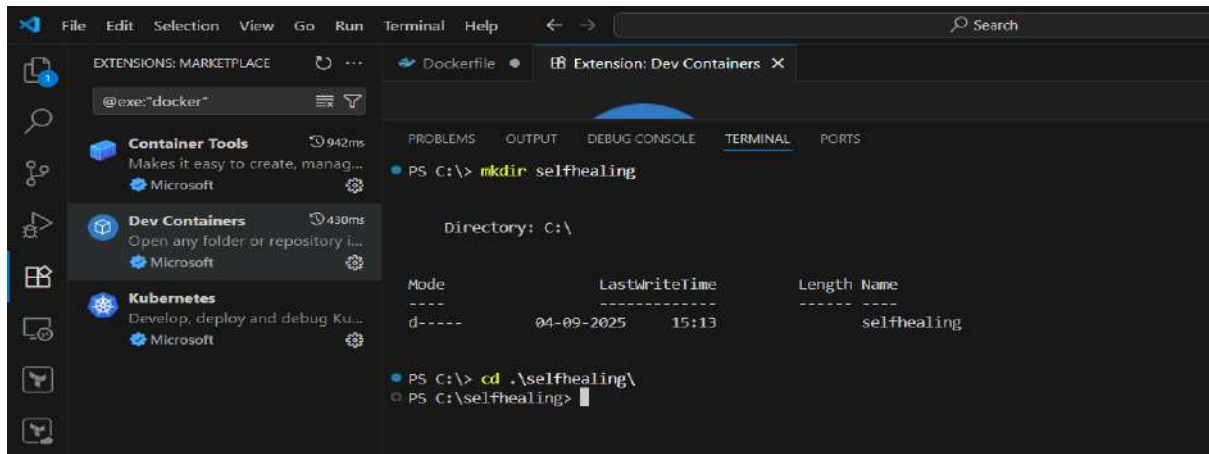 File Edit Selection View Go Run Terminal Help
Search
EXTENSIONS: MARKETPLACE
@exe:"docker"
Container Tools 942ms
Makes it easy to create, manag...
Microsoft
Dev Containers 430ms
Open any folder or repository i...
Microsoft
Kubernetes
Develop, deploy and debug Ku...
Microsoft
Dockerfile
Extension: Dev Containers
PROBLEMS OUTPUT DEBUG CONSOLE TERMINAL PORTS
PS C:\> mkdir selfhealing
Directory: C:\
Mode LastWriteTime Length Name
---- ------------- ------ ----
d----- 04-09-2025 15:13 selfhealing
PS C:\> cd .\selfhealing\
PS C:\selfhealing>
1